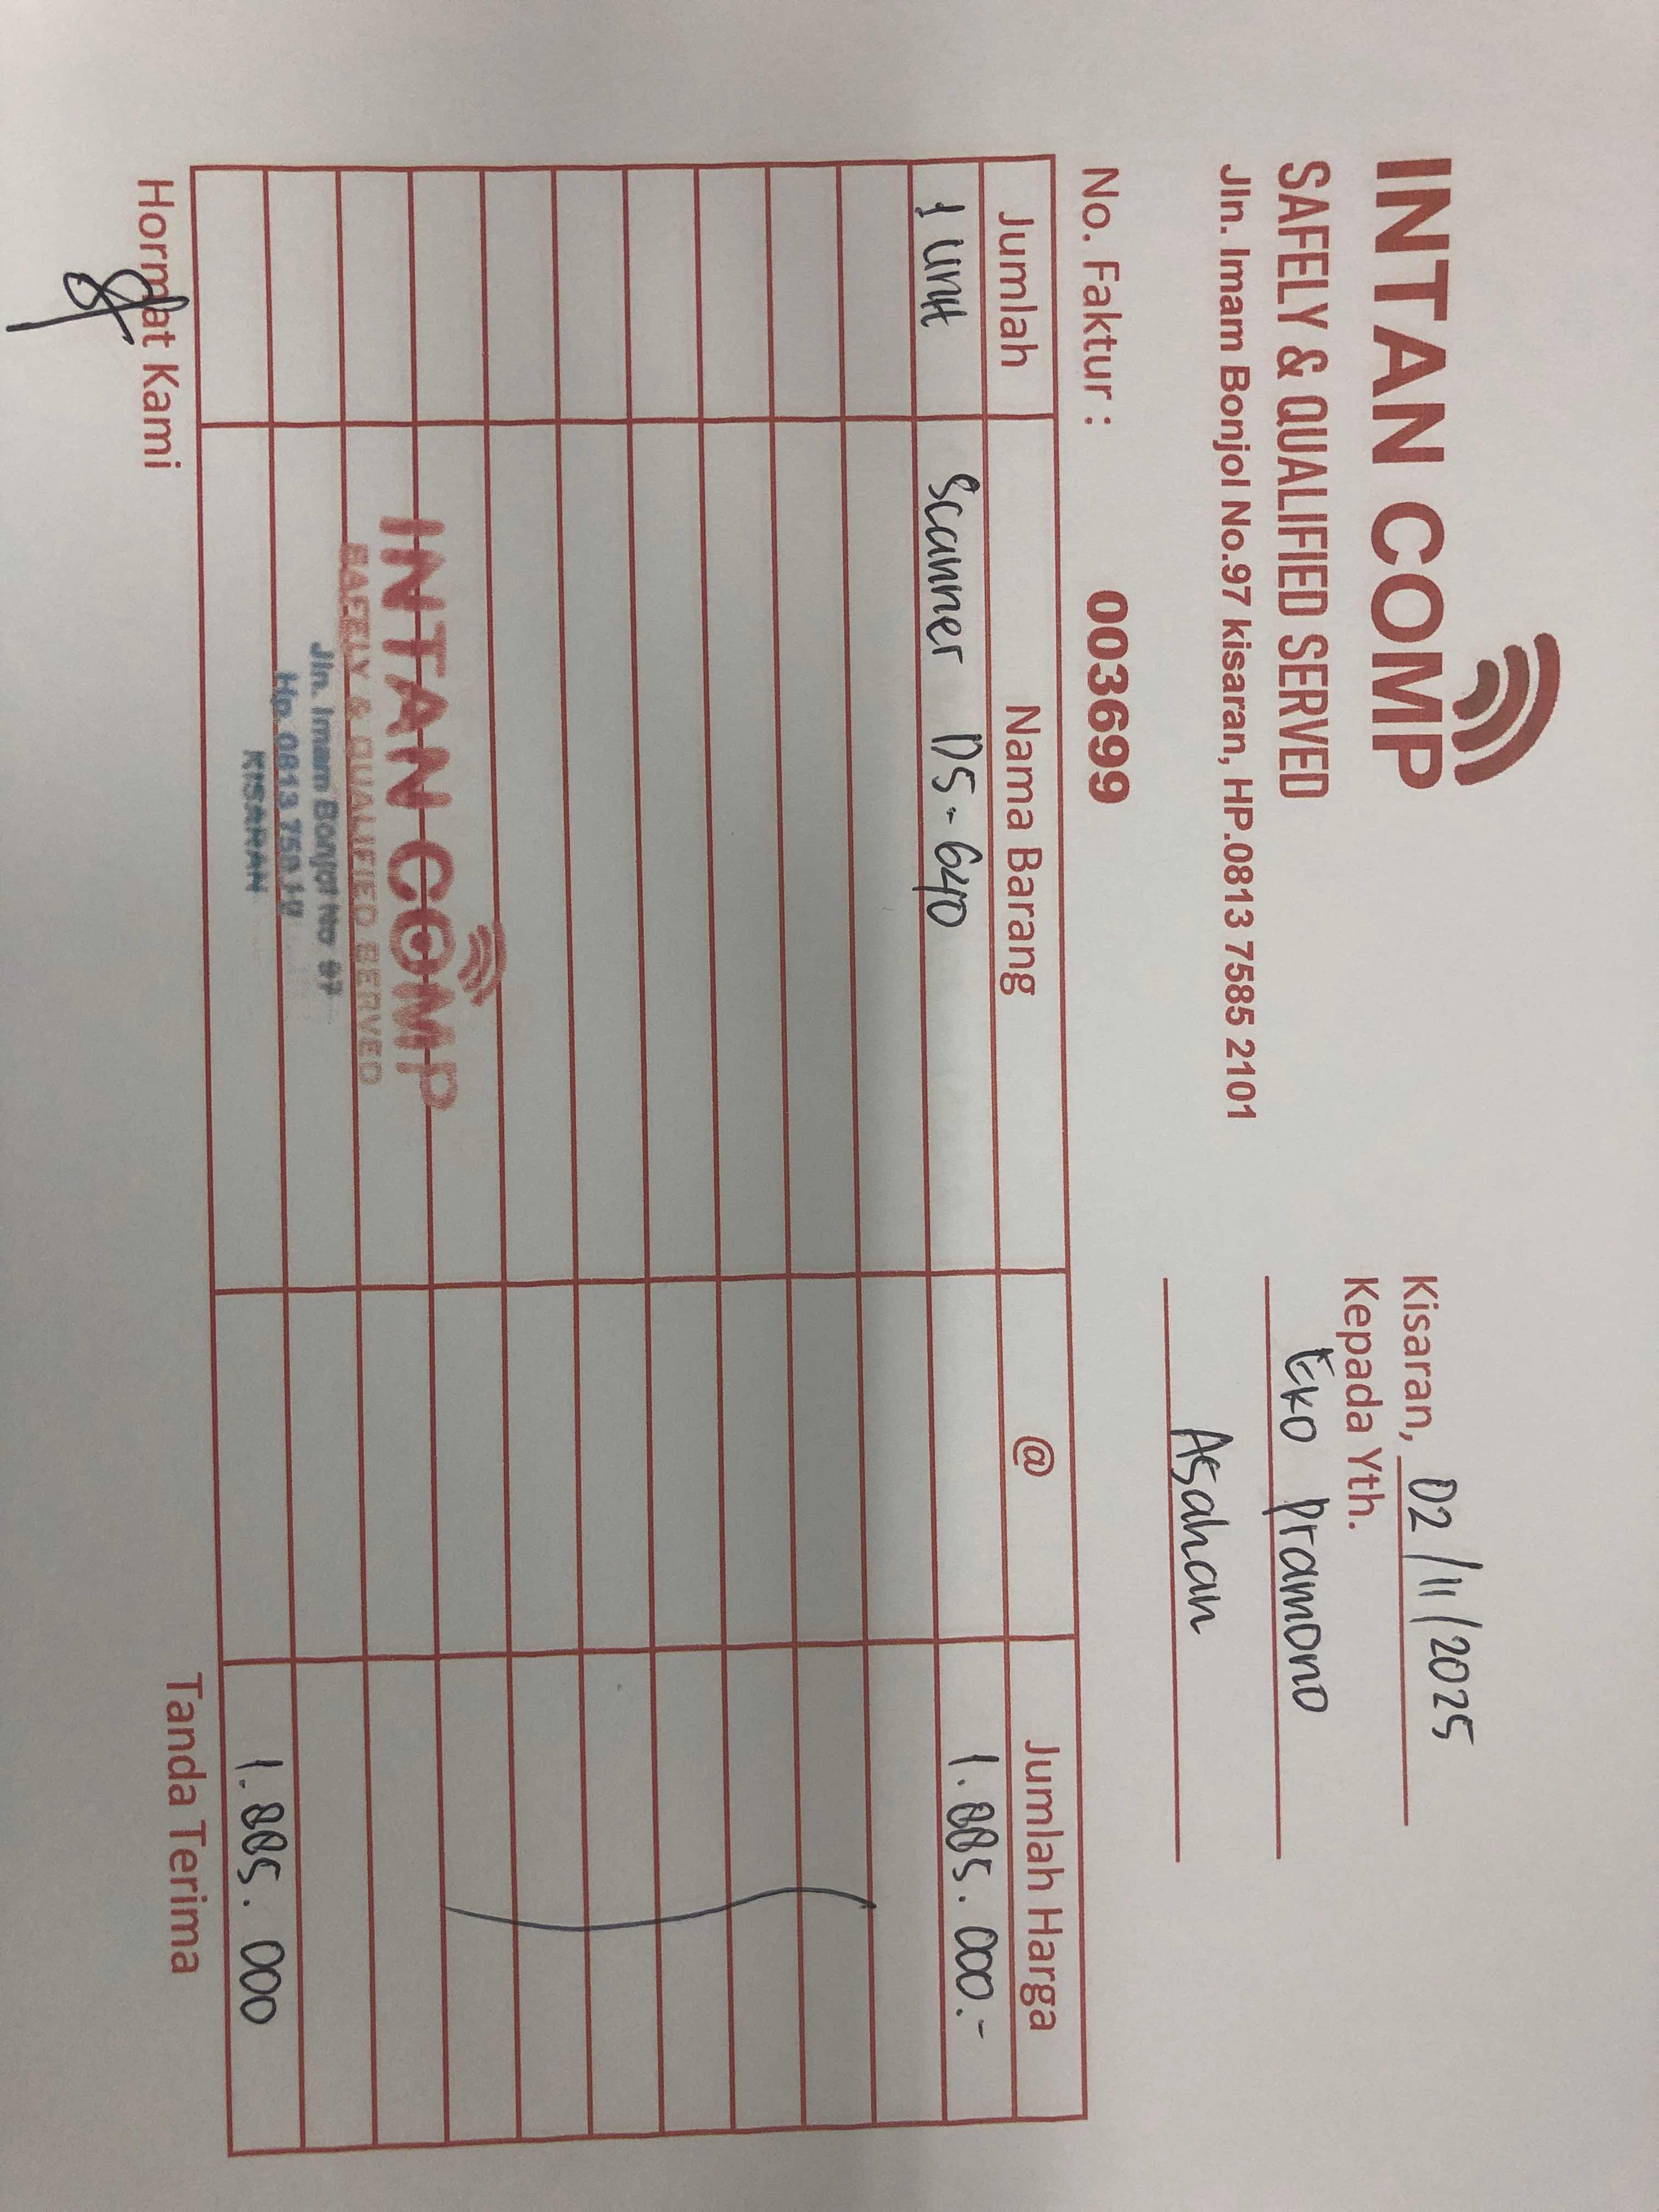 INTAN COMP
SAFELY & QUALIFIED SERVED
Jln. Imam Bonjol No.97 kisaran, HP.0813 7585 2101
Kisaran, 02/11/2025
Kepada Yth.
Eko Pramono
Asahan
No. Faktur : 003699
Jumlah Nama Barang @ Jumlah Harga
1 unit Scanner DS-640 1.885.000.-
INTAN COMP
SAFELY & QUALIFIED SERVED
Jln. Imam Bonjol No 97
Hp. 0813
KISARAN
1.885.000
Hormat Kami Tanda Terima